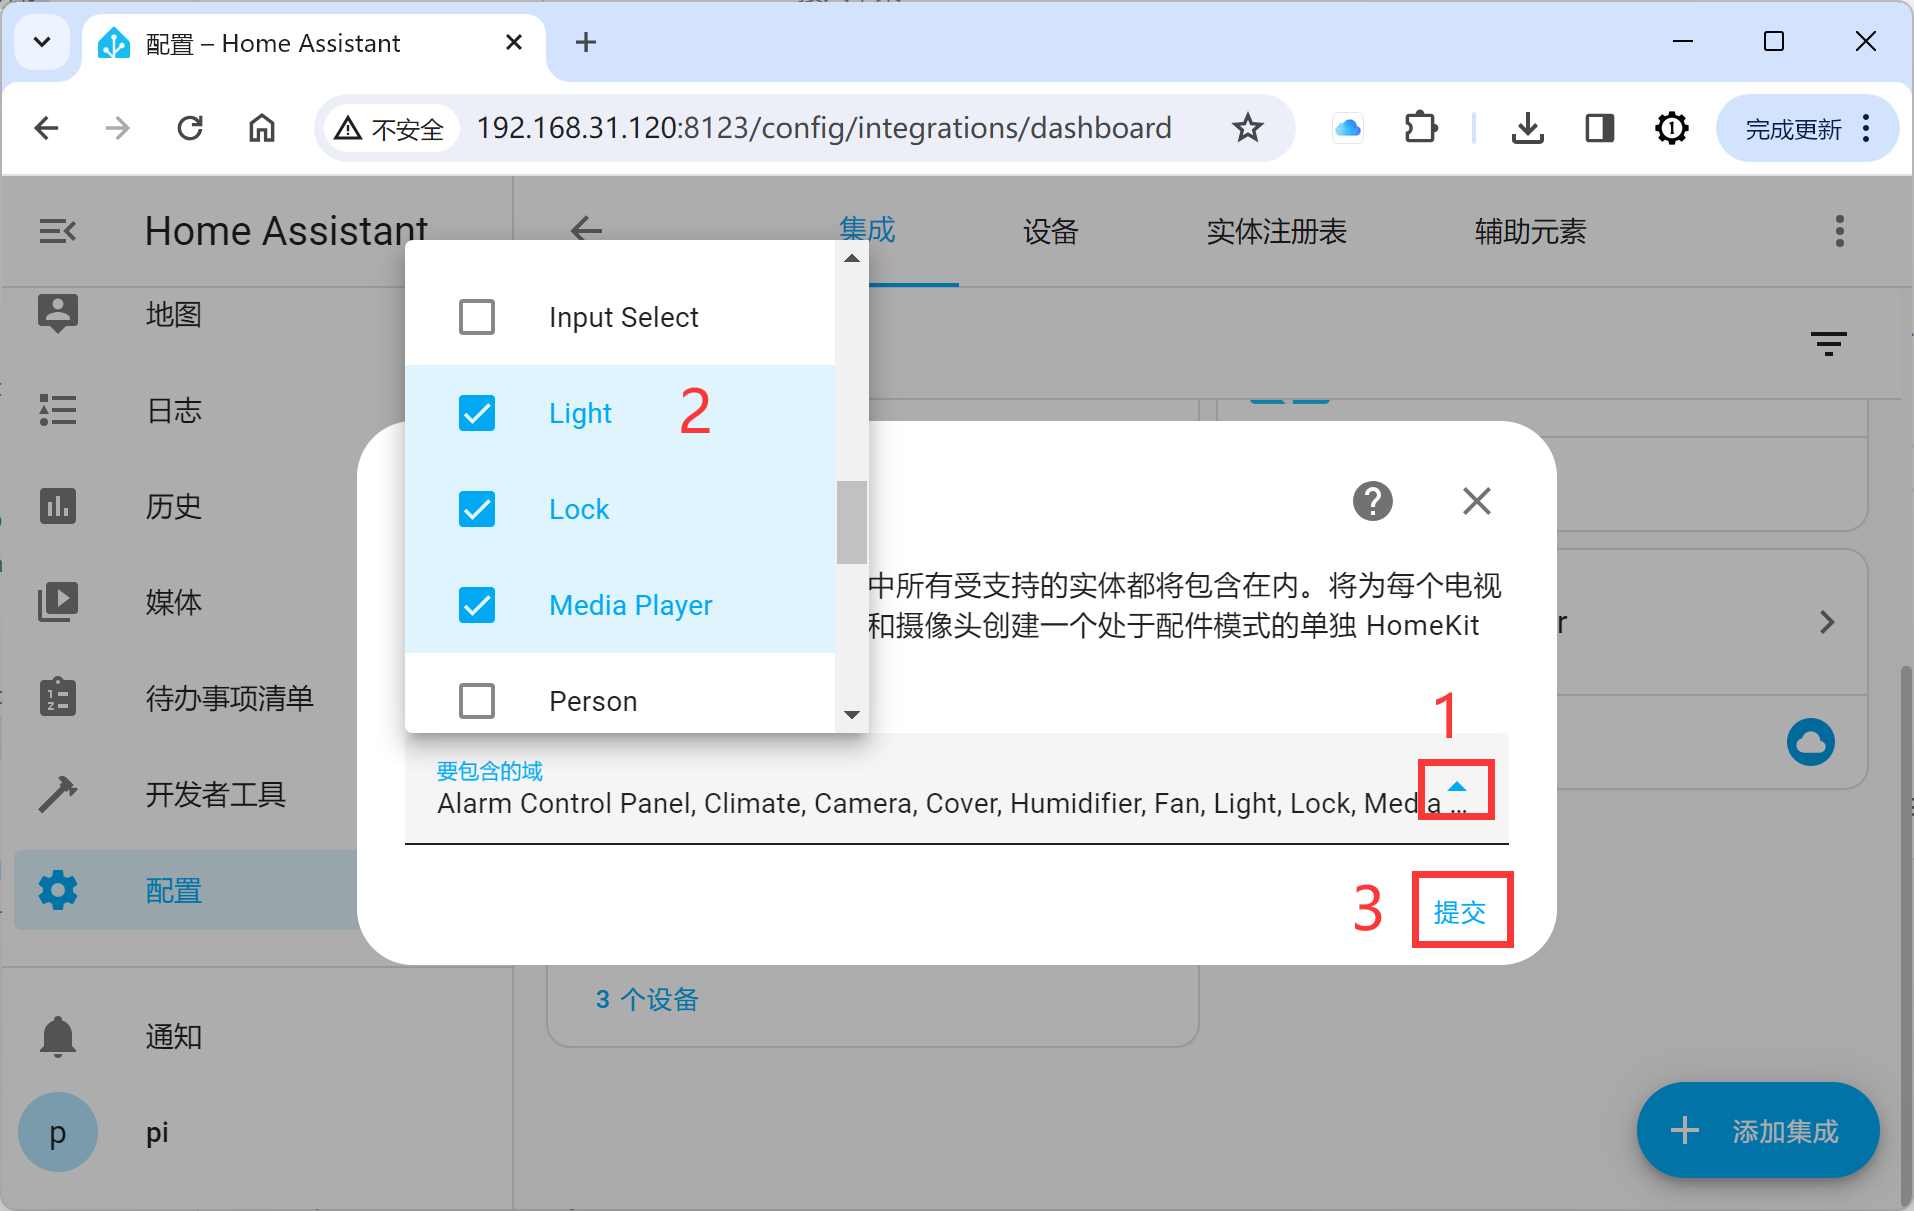 配置 – Home Assistant
不安全
192.168.31.120:8123/config/integrations/dashboard
完成更新
Home Assistant
集成
设备
实体注册表
辅助元素
地图
日志
历史
媒体
待办事项清单
开发者工具
配置
通知
p
pi
Input Select
Light
2
Lock
Media Player
Person
中所有受支持的实体都将包含在内。将为每个电视
和摄像头创建一个处于配件模式的单独 HomeKit
r
1
要包含的域
Alarm Control Panel, Climate, Camera, Cover, Humidifier, Fan, Light, Lock, Media ...
3
提交
3 个设备
添加集成